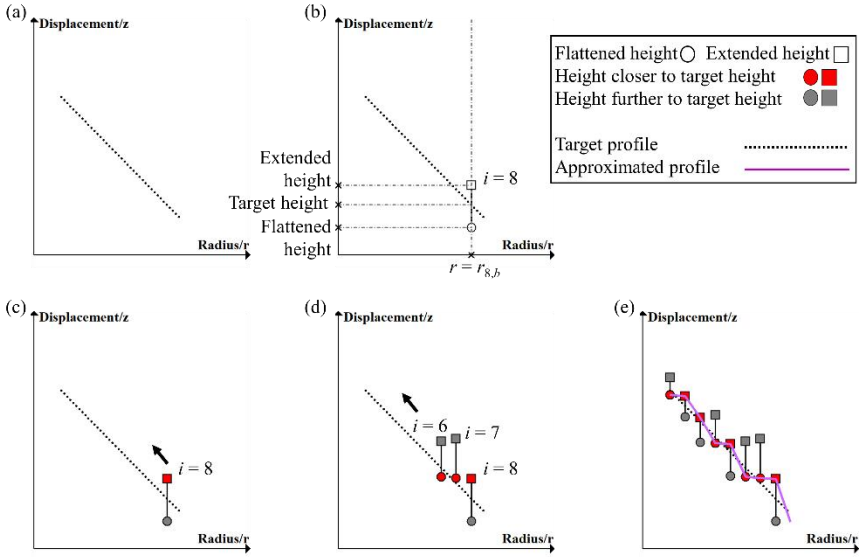 (a)
Displacement/z
Radius/r
(b)
Displacement/z
Extended
height
Target height
Flattened
height
i = 8
Radius/r
r = r8,b
Flattened height Extended height
Height closer to target height
Height further to target height
Target profile
Approximated profile
(c)
Displacement/z
i = 8
Radius/r
(d)
Displacement/z
i = 6
i = 7
i = 8
Radius/r
(e)
Displacement/z
Radius/r